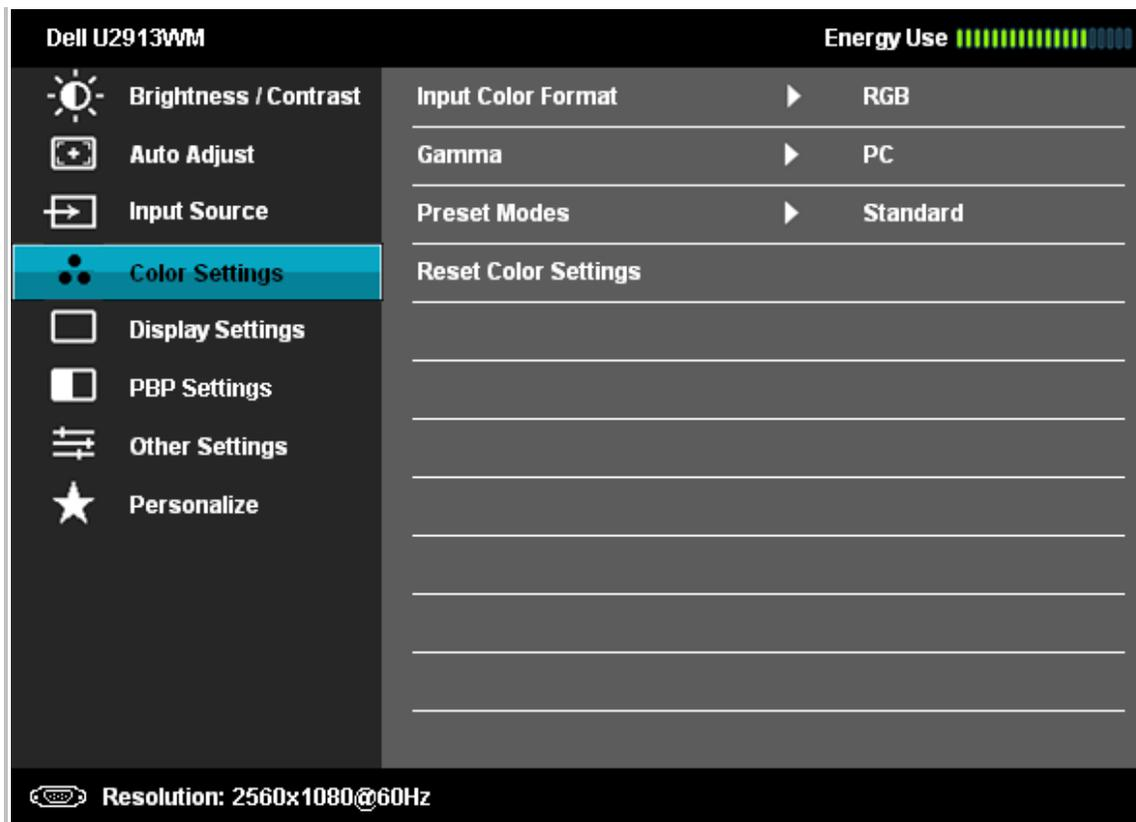 Dell U2913WM Energy Use
Brightness / Contrast Input Color Format RGB
Auto Adjust Gamma PC
Input Source Preset Modes Standard
Color Settings Reset Color Settings
Display Settings
PBP Settings
Other Settings
Personalize
Resolution: 2560x1080@60Hz